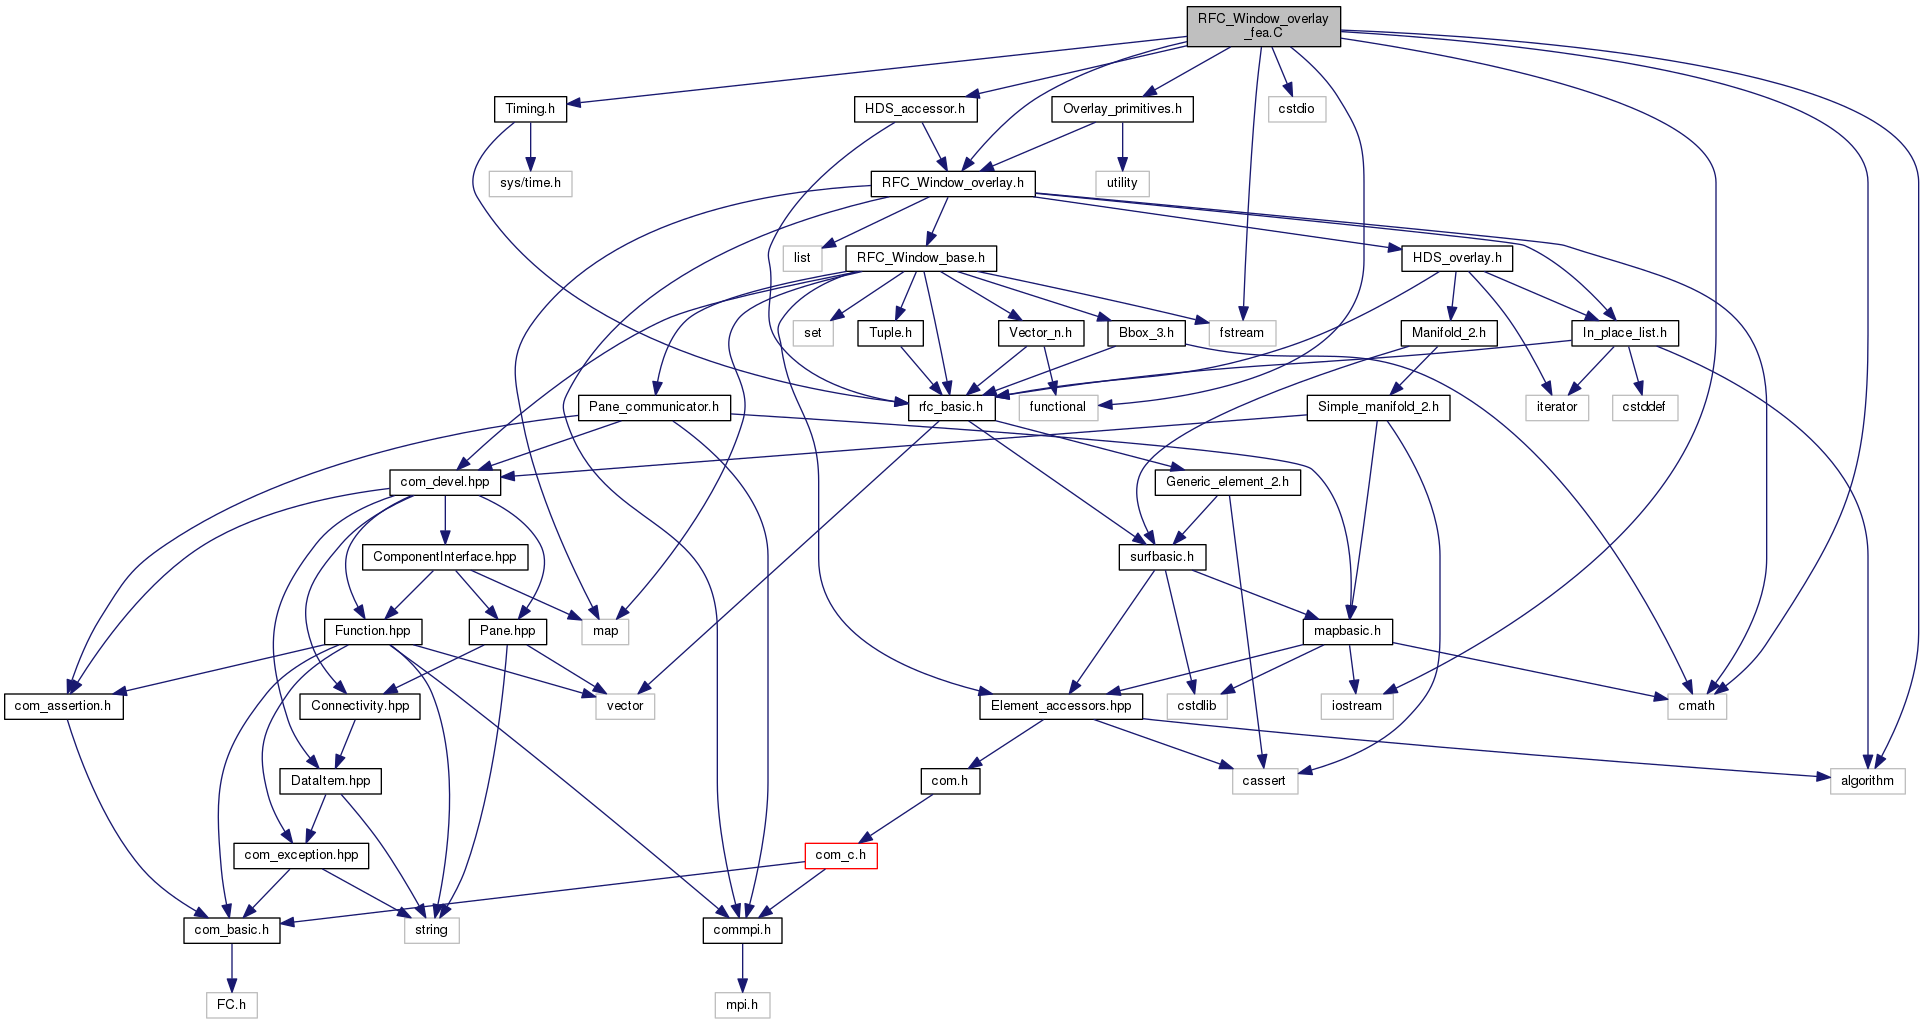 RFC_Window_overlay
_fea.C
Timing.h
HDS_accessor.h
Overlay_primitives.h
cstdio
sys/time.h
RFC_Window_overlay.h
utility
list
RFC_Window_base.h
HDS_overlay.h
set
Tuple.h
Vector_n.h
Bbox_3.h
fstream
Manifold_2.h
In_place_list.h
Pane_communicator.h
rfc_basic.h
functional
Simple_manifold_2.h
iterator
cstddef
com_devel.hpp
Generic_element_2.h
ComponentInterface.hpp
surfbasic.h
Function.hpp
Pane.hpp
map
mapbasic.h
com_assertion.h
Connectivity.hpp
vector
Element_accessors.hpp
cstdlib
iostream
cmath
DataItem.hpp
com.h
cassert
algorithm
com_exception.hpp
com_c.h
com_basic.h
string
commpi.h
FC.h
mpi.h